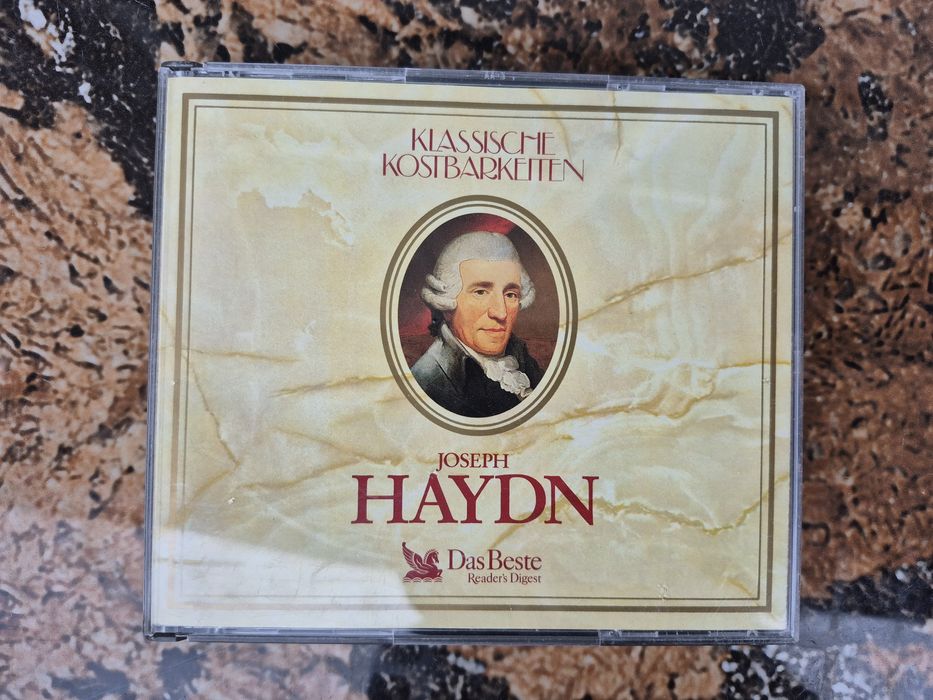 KLASSISCHE
KOSTBARKEITEN
JOSEPH
HAYDN
Das Beste
Reader's Digest